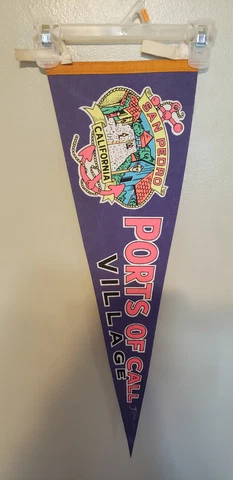 SAN PEDRO
CALIFORNIA
PORTS OF CALL
VILLAGE